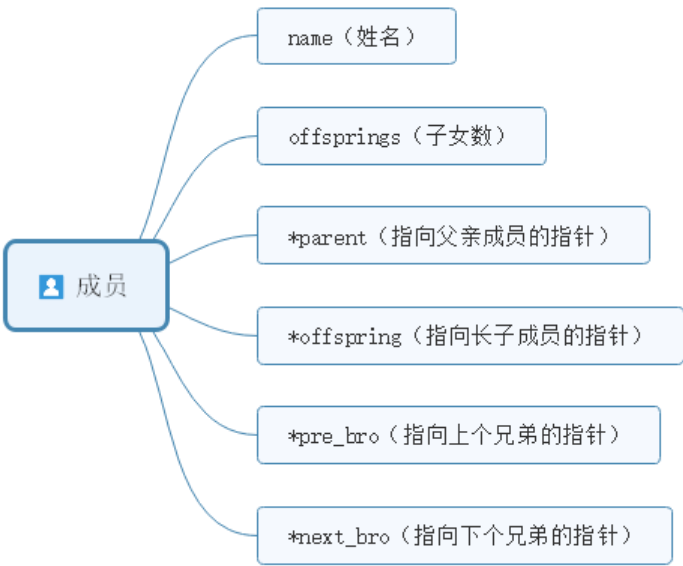 name（姓名）
offsprings（子女数）
*parent（指向父亲成员的指针）
成员
*offspring（指向长子成员的指针）
*pre_bro（指向上个兄弟的指针）
*next_bro（指向下个兄弟的指针）